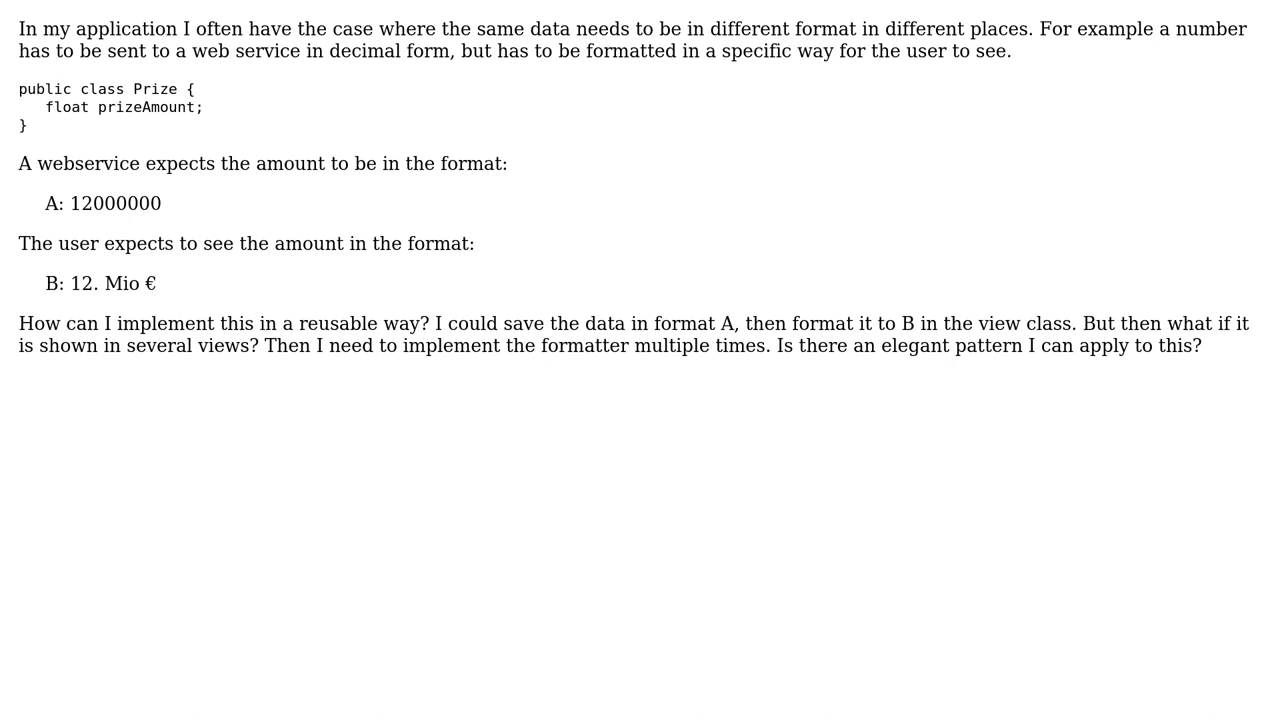 In my application I often have the case where the same data needs to be in different format in different places. For example a number
has to be sent to a web service in decimal form, but has to be formatted in a specific way for the user to see.
public class Prize {
   float prizeAmount;
}
A webservice expects the amount to be in the format:
A: 12000000
The user expects to see the amount in the format:
B: 12. Mio €
How can I implement this in a reusable way? I could save the data in format A, then format it to B in the view class. But then what if it
is shown in several views? Then I need to implement the formatter multiple times. Is there an elegant pattern I can apply to this?